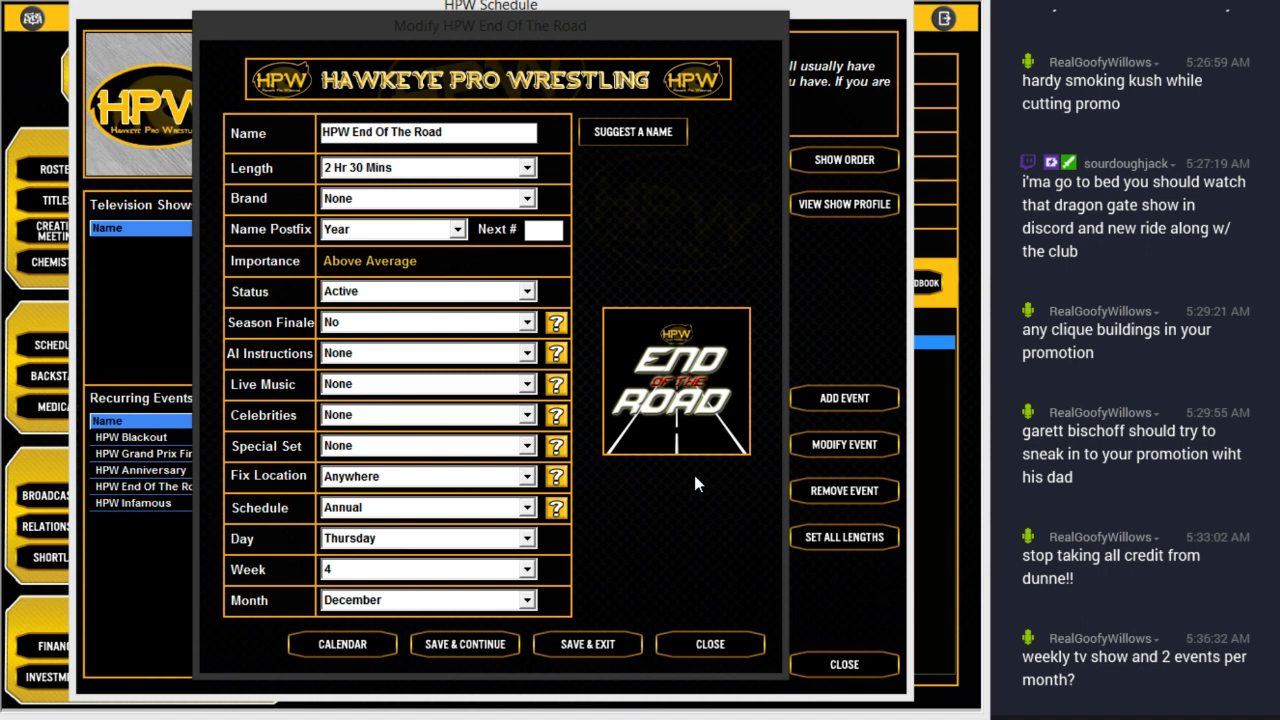 HPW Schedule
Modify HPW End Of The Road
HPW HAWKEYE PRO WRESTLING HPW
Name HPW End Of The Road SUGGEST A NAME
Length 2 Hr 30 Mins
Brand None
Name Postfix Year Next #
Importance Above Average
Status Active
Season Finale No ?
AI Instructions None ?
Live Music None ?
Celebrities None ?
Special Set None ?
Fix Location Anywhere ?
Schedule Annual ?
Day Thursday
Week 4
Month December
CALENDAR SAVE & CONTINUE SAVE & EXIT CLOSE
HPW
END
OF THE
ROAD
HPW
HAWKEYE PRO WRESTL
Television Show
Name
Recurring Events
Name
HPW Blackout
HPW Grand Prix Fin
HPW Anniversary
HPW End Of The Ro
HPW Infamous
ROSTE
TITLE
CREATI
MEETIN
CHEMIST
SCHEDU
BACKSTA
MEDICA
BROADCAS
RELATION
SHORTL
FINANC
INVESTME
ll usually have
u have. If you are
SHOW ORDER
VIEW SHOW PROFILE
DBOOK
ADD EVENT
MODIFY EVENT
REMOVE EVENT
SET ALL LENGTHS
CLOSE
RealGoofyWillows 5:26:59 AM
hardy smoking kush while
cutting promo
sourdoughjack 5:27:19 AM
i'ma go to bed you should watch
that dragon gate show in
discord and new ride along w/
the club
RealGoofyWillows 5:29:21 AM
any clique buildings in your
promotion
RealGoofyWillows 5:29:55 AM
garett bischoff should try to
sneak in to your promotion wiht
his dad
RealGoofyWillows 5:33:02 AM
stop taking all credit from
dunne!!
RealGoofyWillows 5:36:32 AM
weekly tv show and 2 events per
month?